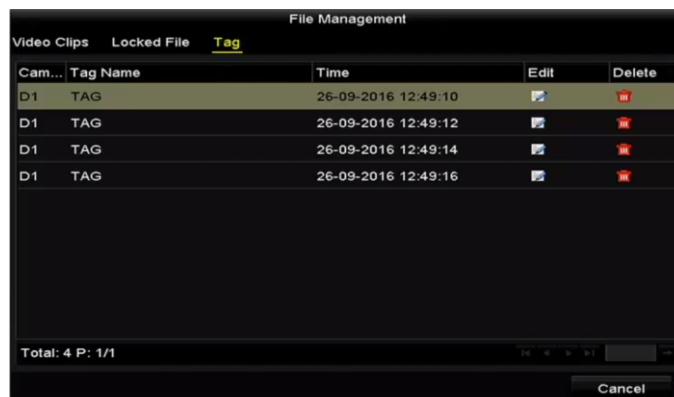 File Management
Video Clips Locked File Tag
Cam... Tag Name Time Edit Delete
D1 TAG 26-09-2016 12:49:10
D1 TAG 26-09-2016 12:49:12
D1 TAG 26-09-2016 12:49:14
D1 TAG 26-09-2016 12:49:16
Total: 4 P: 1/1
Cancel